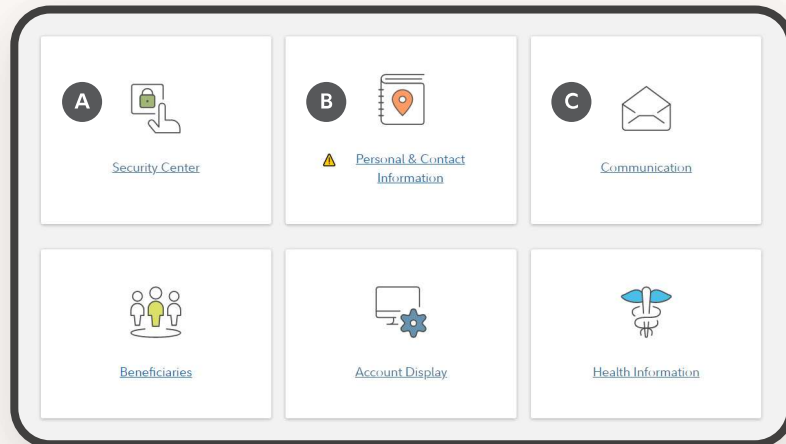 A
Security Center
B
Personal & Contact
Information
C
Communication
Beneficiaries
Account Display
Health Information